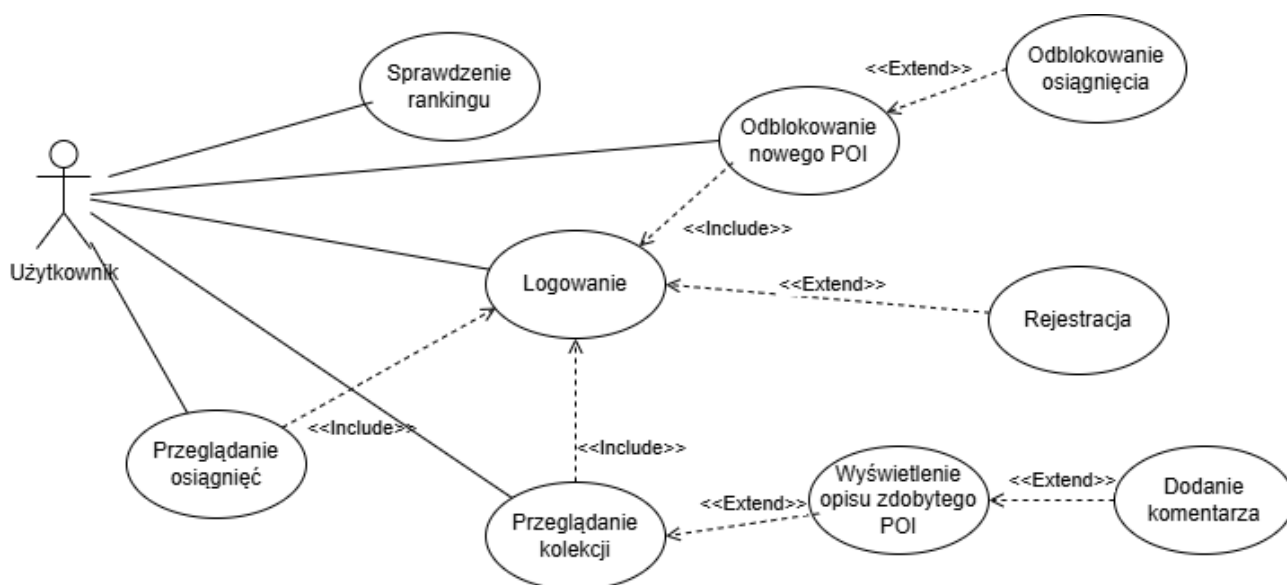 Odblokowanie
osiągnięcia
<<Extend>>
Sprawdzenie
rankingu
Odblokowanie
nowego POI
<<Include>>
Użytkownik
Logowanie
<<Extend>>
Rejestracja
<<Include>>
<<Include>>
Przeglądanie
osiągnięć
Wyświetlenie
opisu zdobytego
POI
<<Extend>>
Dodanie
komentarza
<<Extend>>
Przeglądanie
kolekcji